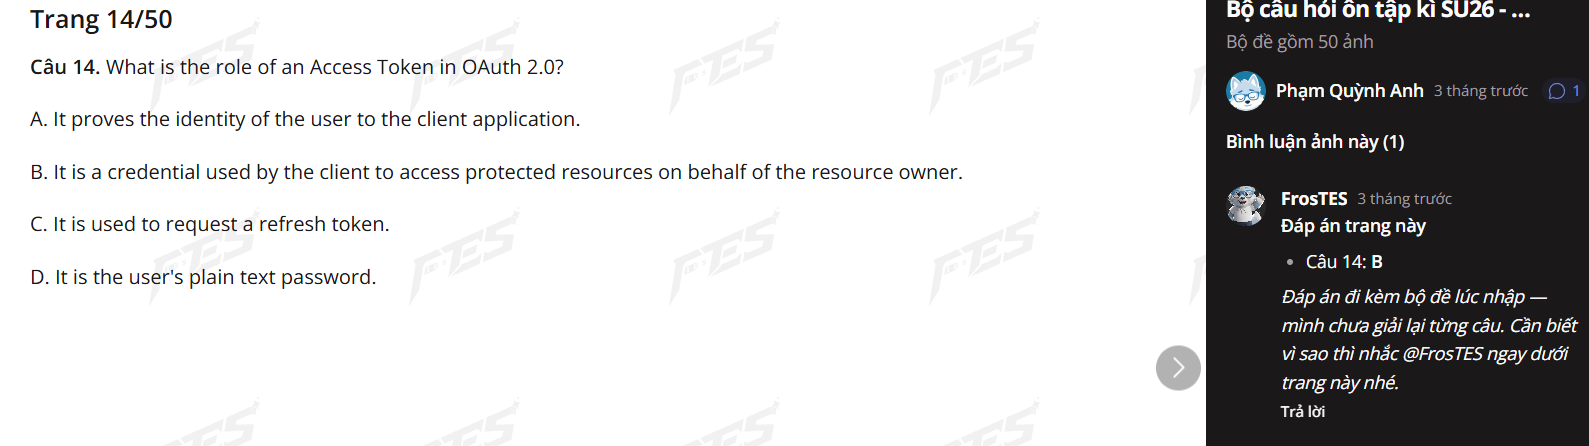 Trang 14/50
Câu 14. What is the role of an Access Token in OAuth 2.0?
A. It proves the identity of the user to the client application.
B. It is a credential used by the client to access protected resources on behalf of the resource owner.
C. It is used to request a refresh token.
D. It is the user's plain text password.
Bộ câu hỏi ôn tập kì SU26 - ...
Bộ đề gồm 50 ảnh
Phạm Quỳnh Anh 3 tháng trước 1
Bình luận ảnh này (1)
FrosTES 3 tháng trước
Đáp án trang này
• Câu 14: B
Đáp án đi kèm bộ đề lúc nhập —
mình chưa giải lại từng câu. Cần biết
vì sao thì nhắc @FrosTES ngay dưới
trang này nhé.
Trả lời